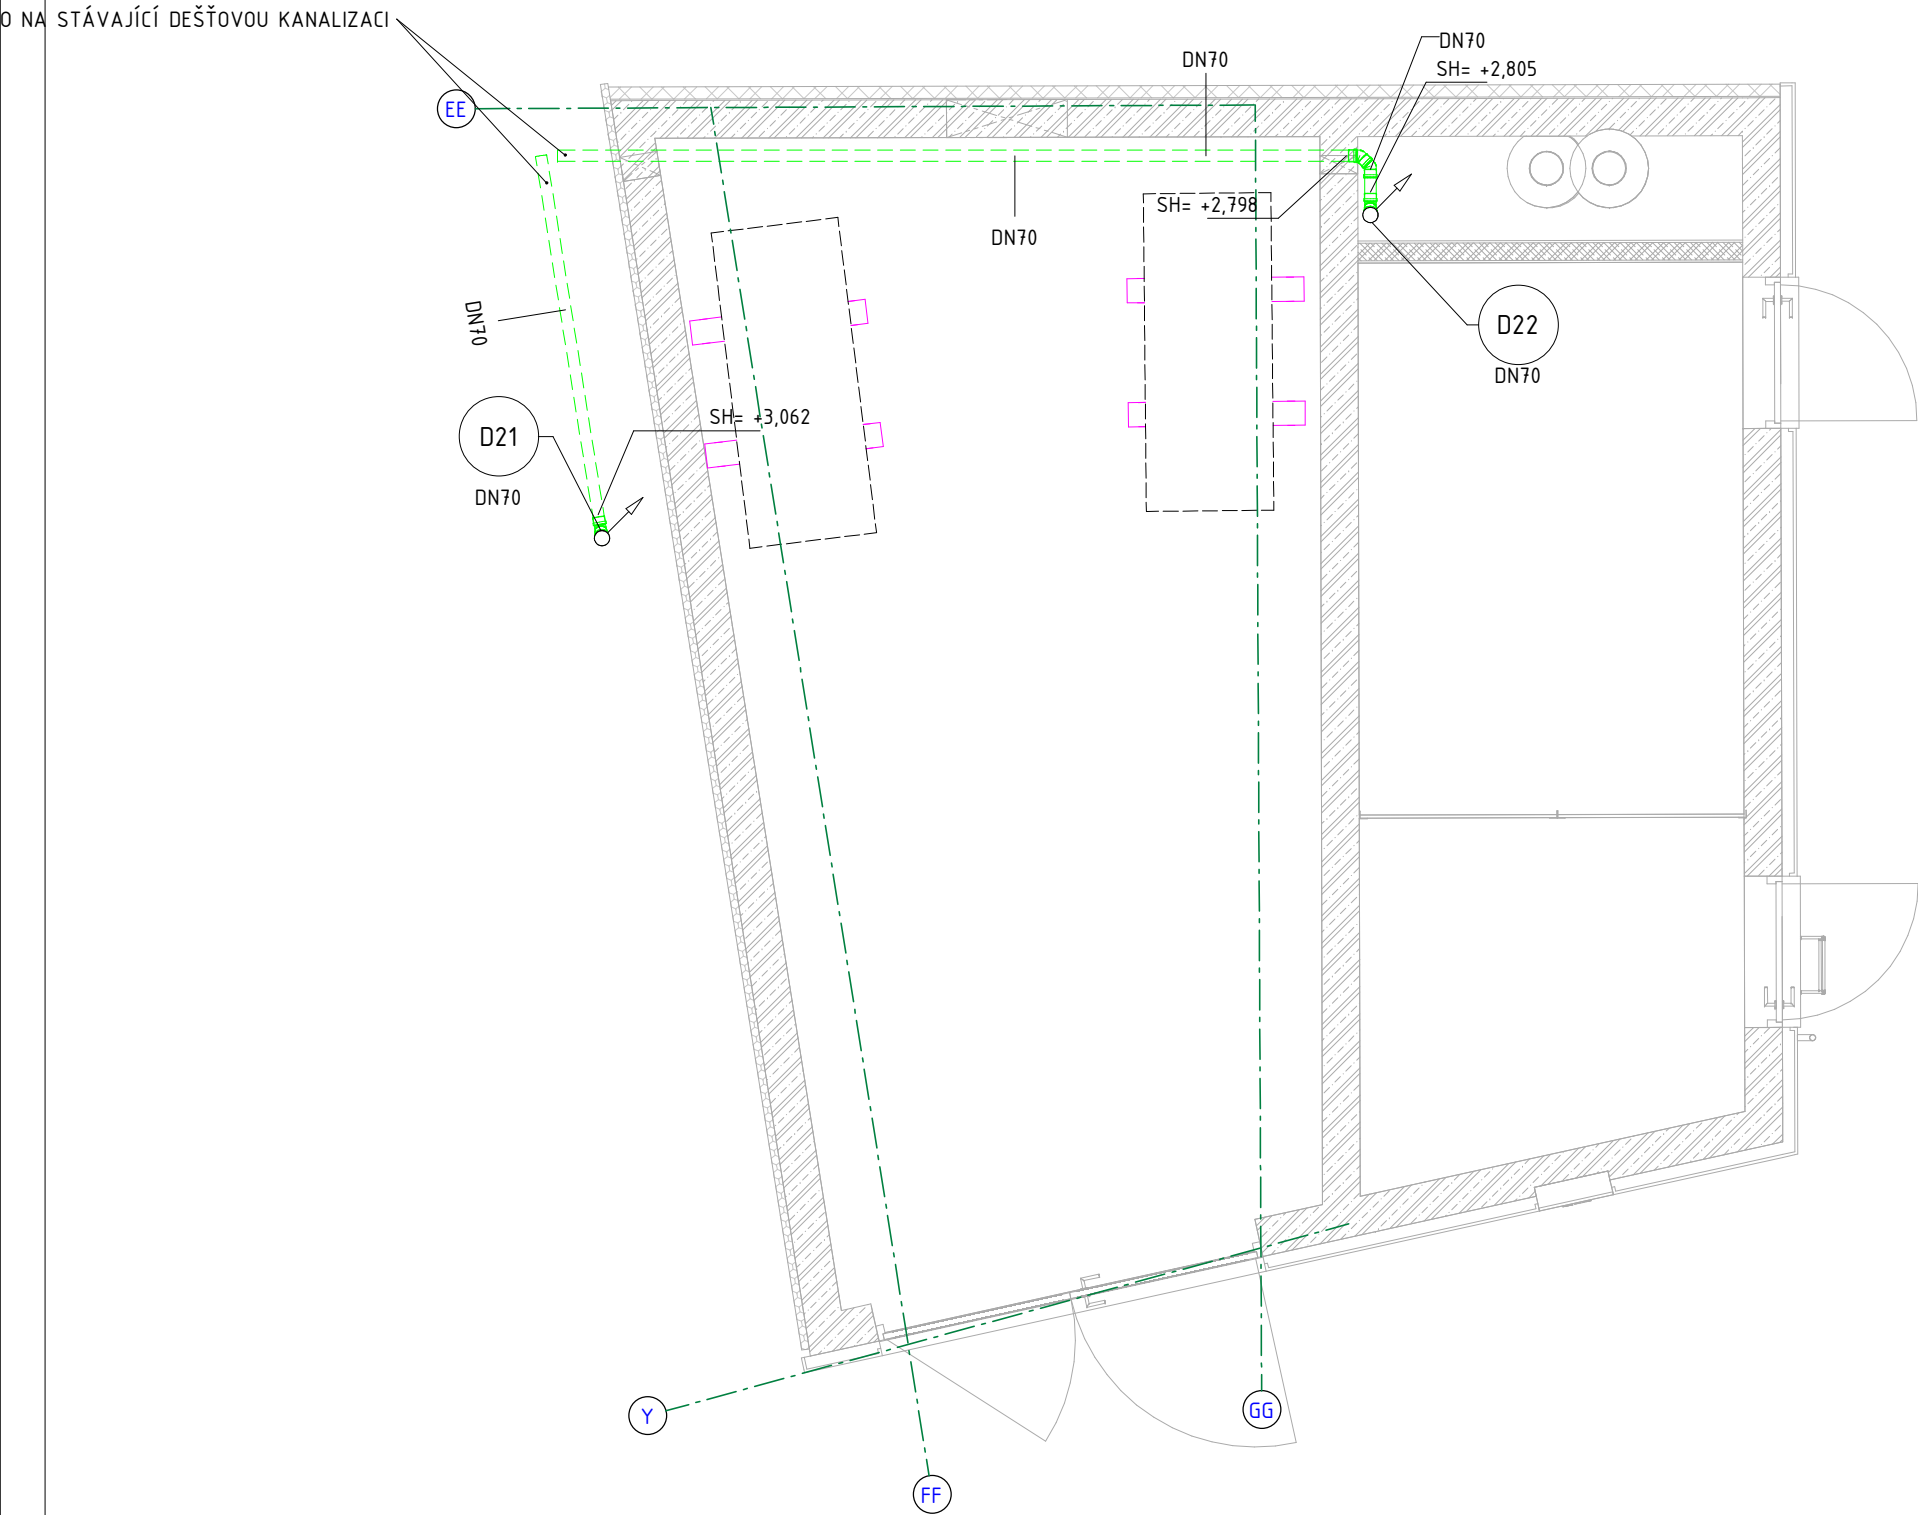 O NA STÁVAJÍCÍ DEŠŤOVOU KANALIZACI
DN70
DN70
SH= +2,805
EE
SH= +2,798
DN70
DN70
D22
DN70
SH= +3,062
D21
DN70
Y
GG
FF